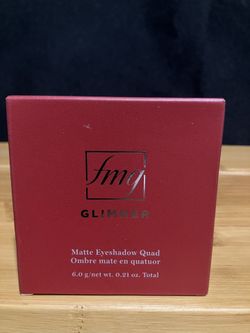 fmg
GLIMMER
Matte Eyeshadow Quad
Ombre mate en quatuor
6.0 g/net wt. 0.21 oz. Total